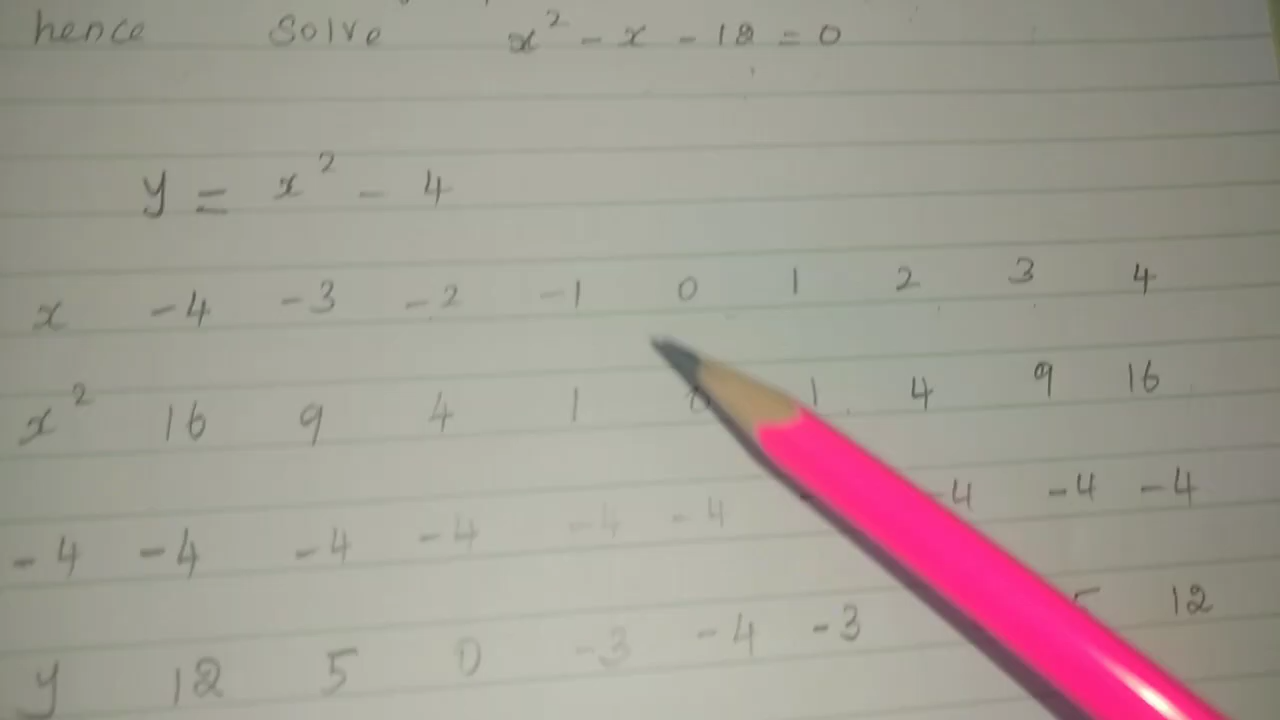 hence solve x² - x - 12 = 0
y = x² - 4
x -4 -3 -2 -1 0 1 2 3 4
x² 16 9 4 1 0 1 4 9 16
-4 -4 -4 -4 -4 -4 -4 -4 -4
y 12 5 0 -3 -4 -3 5 12